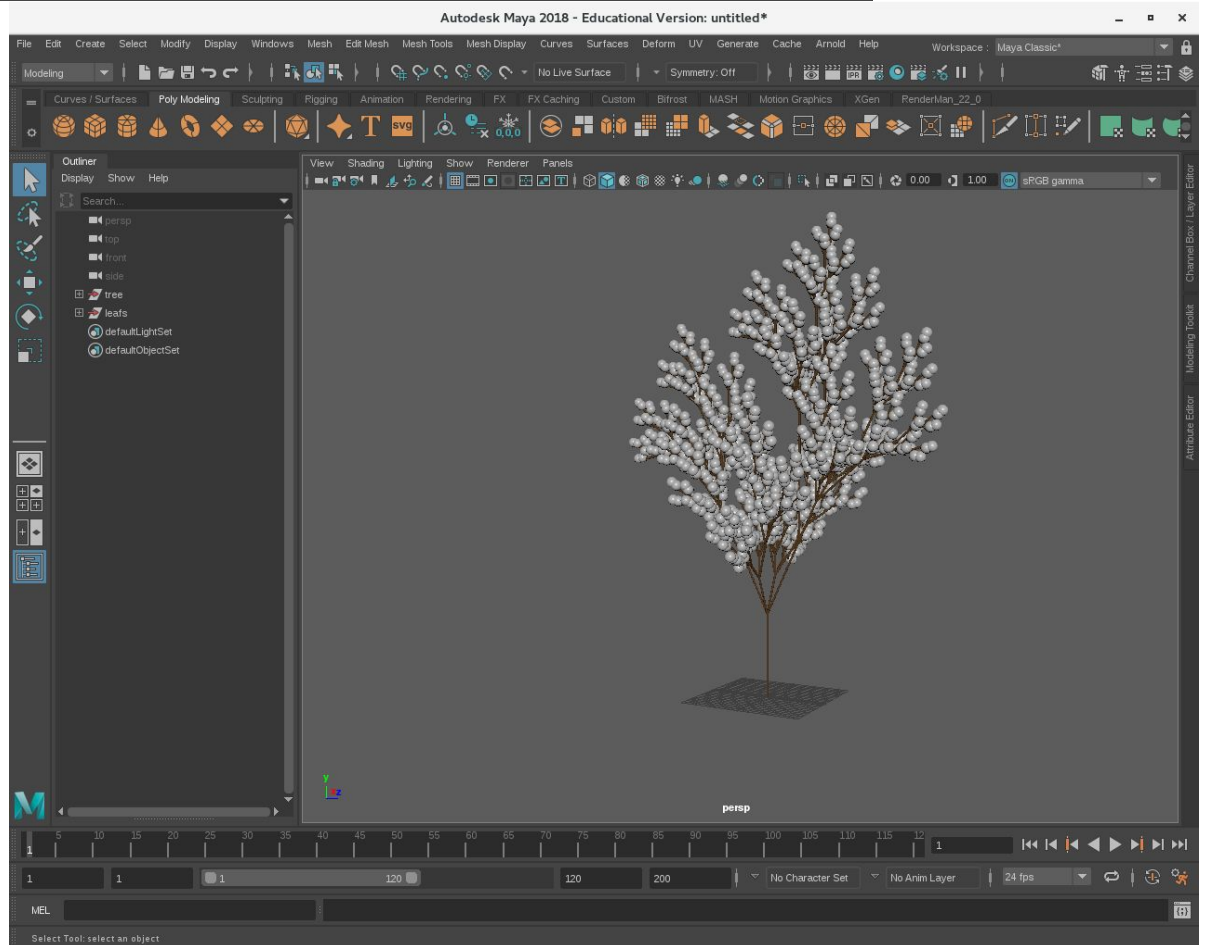 Autodesk Maya 2018 - Educational Version: untitled*
File Edit Create Select Modify Display Windows Mesh Edit Mesh Mesh Tools Mesh Display Curves Surfaces Deform UV Generate Cache Arnold Help Workspace : Maya Classic*
Modeling No Live Surface Symmetry: Off IPR
Curves / Surfaces Poly Modeling Sculpting Rigging Animation Rendering FX FX Caching Custom Bifrost MASH Motion Graphics XGen RenderMan_22_0
T SVG 0,0,0
Outliner
Display Show Help
Search...
persp
top
front
side
tree
leafs
defaultLightSet
defaultObjectSet
View Shading Lighting Show Renderer Panels
0.00 1.00 sRGB gamma
Channel Box / Layer Editor
Modeling Toolkit
Attribute Editor
y
z
persp
5 10 15 20 25 30 35 40 45 50 55 60 65 70 75 80 85 90 95 100 105 110 115 12
1 1
1 1 1 120 120 200 No Character Set No Anim Layer 24 fps
MEL
Select Tool: select an object